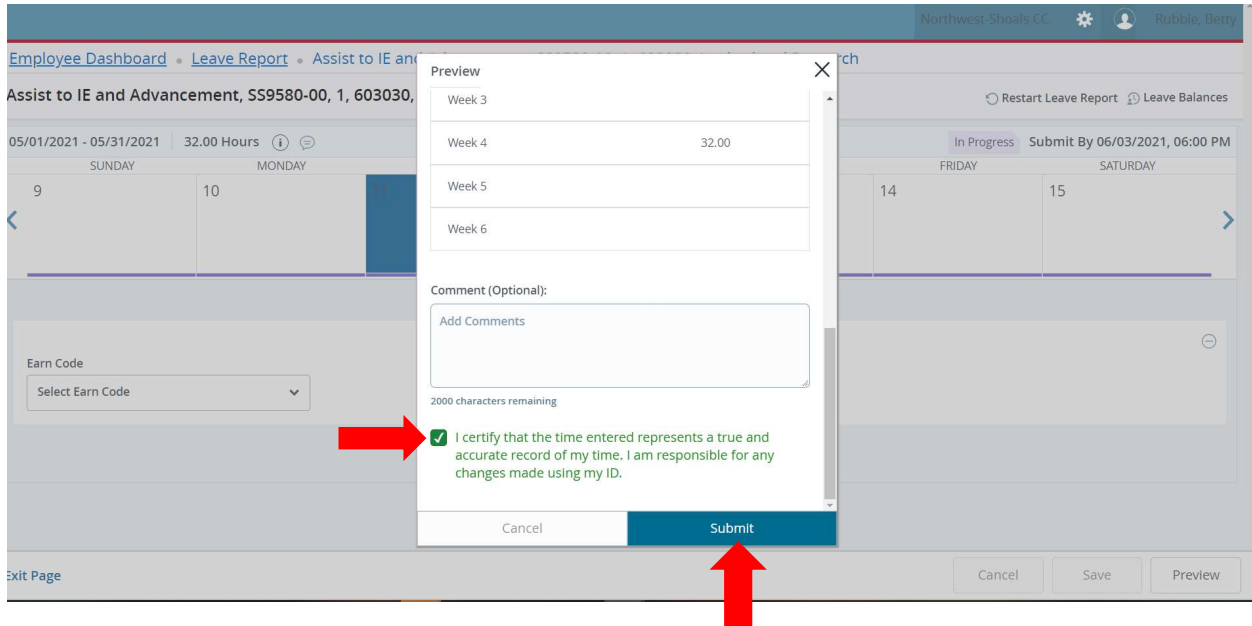 Northwest-Shoals CC Rubble, Betty
Employee Dashboard • Leave Report • Assist to IE and
Assist to IE and Advancement, SS9580-00, 1, 603030,
Restart Leave Report Leave Balances
05/01/2021 - 05/31/2021 32.00 Hours
In Progress Submit By 06/03/2021, 06:00 PM
SUNDAY MONDAY FRIDAY SATURDAY
9 10 11 14 15
Earn Code
Select Earn Code
Preview
Week 3
Week 4 32.00
Week 5
Week 6
Comment (Optional):
Add Comments
2000 characters remaining
I certify that the time entered represents a true and
accurate record of my time. I am responsible for any
changes made using my ID.
Cancel Submit
Exit Page Cancel Save Preview